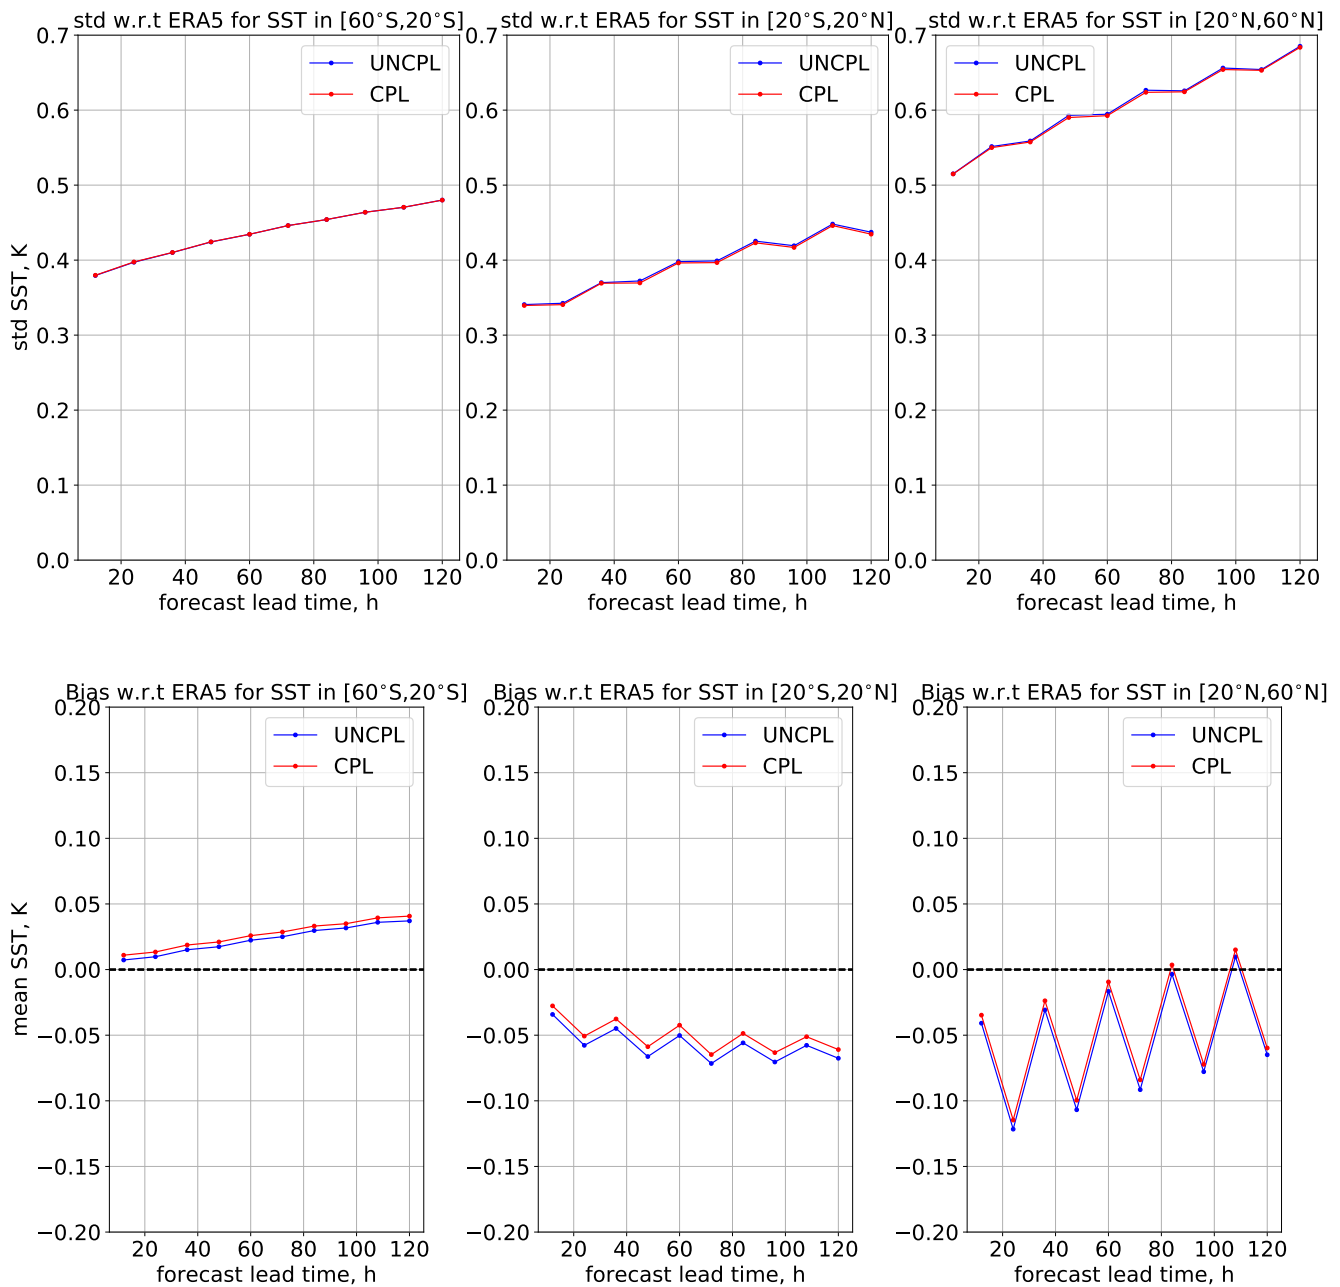 std w.r.t ERA5 for SST in [60°S,20°S]
std SST, K
0.7
0.6
0.5
0.4
0.3
0.2
0.1
0.0
UNCPL
CPL
20 40 60 80 100 120
forecast lead time, h
std w.r.t ERA5 for SST in [20°S,20°N]
0.7
0.6
0.5
0.4
0.3
0.2
0.1
0.0
UNCPL
CPL
20 40 60 80 100 120
forecast lead time, h
std w.r.t ERA5 for SST in [20°N,60°N]
0.7
0.6
0.5
0.4
0.3
0.2
0.1
0.0
UNCPL
CPL
20 40 60 80 100 120
forecast lead time, h
Bias w.r.t ERA5 for SST in [60°S,20°S]
mean SST, K
0.20
0.15
0.10
0.05
0.00
−0.05
−0.10
−0.15
−0.20
UNCPL
CPL
20 40 60 80 100 120
forecast lead time, h
Bias w.r.t ERA5 for SST in [20°S,20°N]
0.20
0.15
0.10
0.05
0.00
−0.05
−0.10
−0.15
−0.20
UNCPL
CPL
20 40 60 80 100 120
forecast lead time, h
Bias w.r.t ERA5 for SST in [20°N,60°N]
0.20
0.15
0.10
0.05
0.00
−0.05
−0.10
−0.15
−0.20
UNCPL
CPL
20 40 60 80 100 120
forecast lead time, h